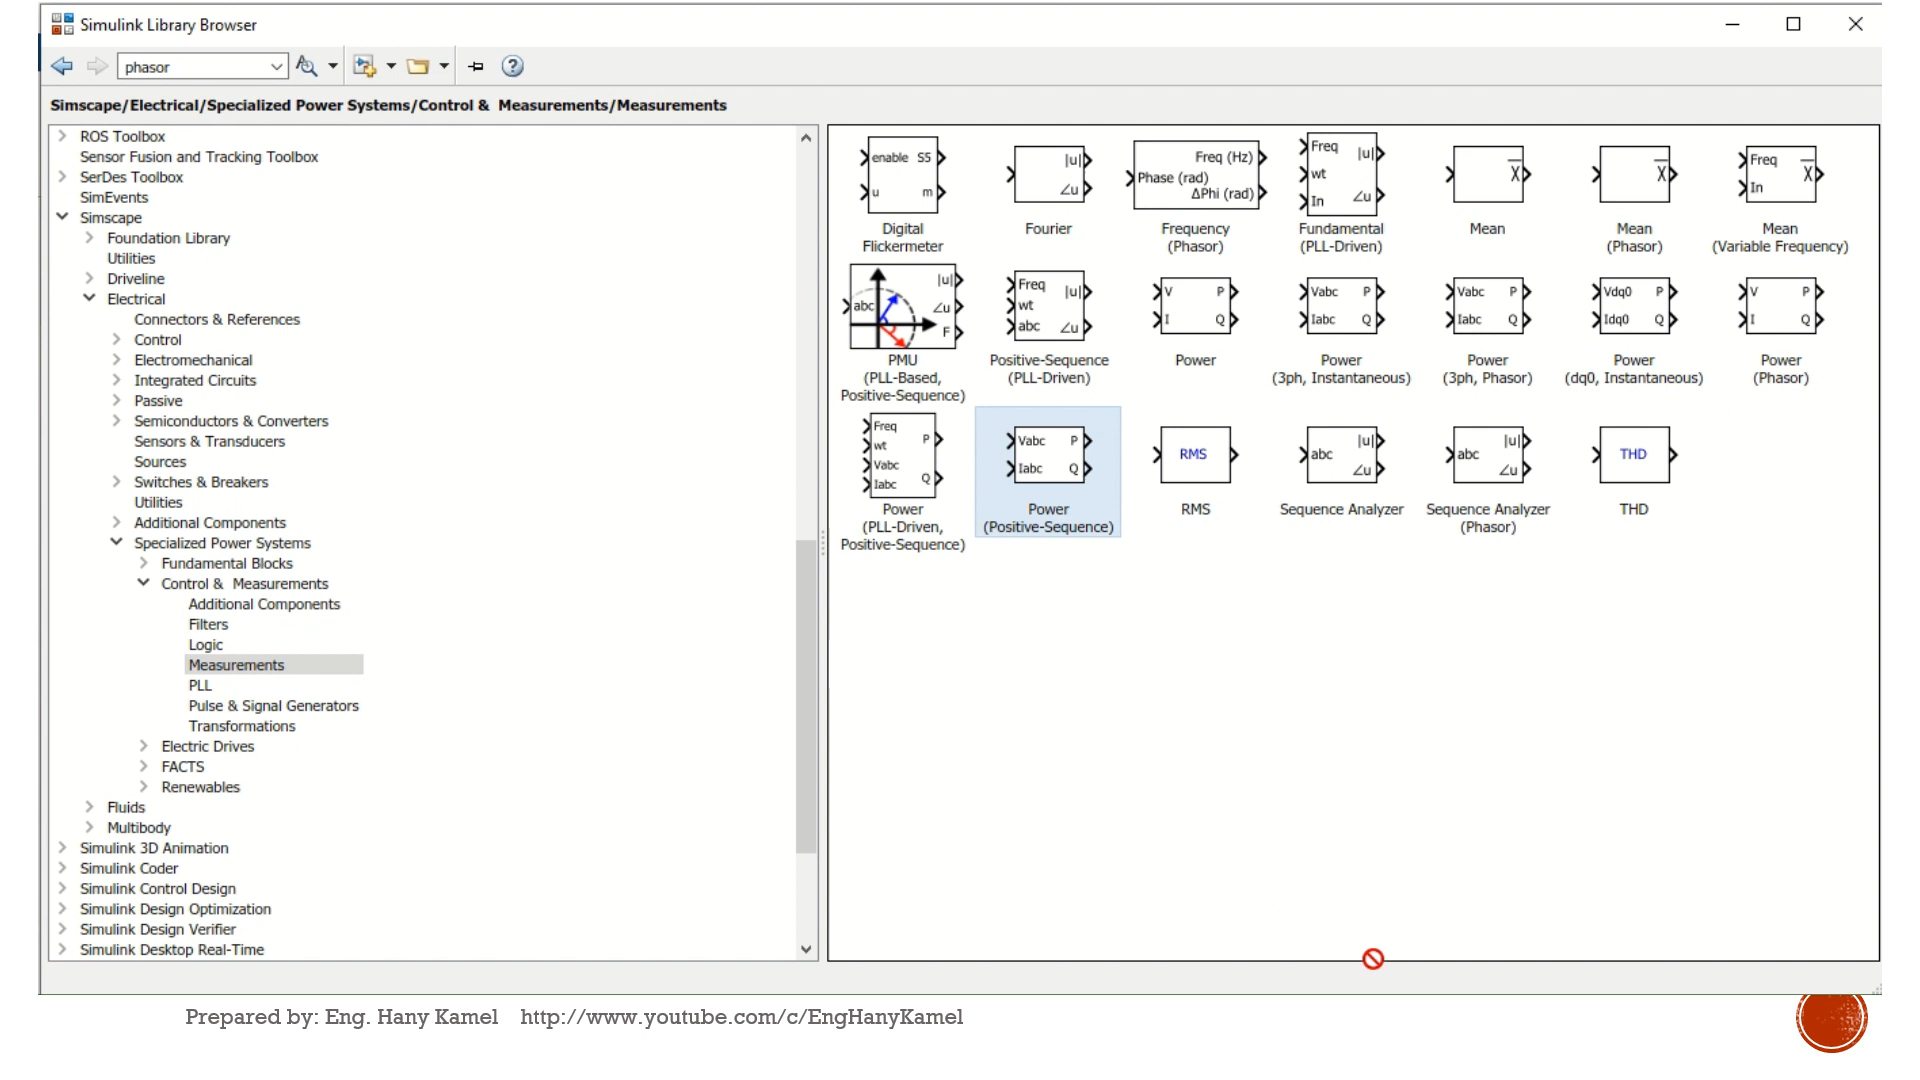 Simulink Library Browser
phasor
Simscape/Electrical/Specialized Power Systems/Control & Measurements/Measurements
ROS Toolbox
Sensor Fusion and Tracking Toolbox
SerDes Toolbox
SimEvents
Simscape
Foundation Library
Utilities
Driveline
Electrical
Connectors & References
Control
Electromechanical
Integrated Circuits
Passive
Semiconductors & Converters
Sensors & Transducers
Sources
Switches & Breakers
Utilities
Additional Components
Specialized Power Systems
Fundamental Blocks
Control & Measurements
Additional Components
Filters
Logic
Measurements
PLL
Pulse & Signal Generators
Transformations
Electric Drives
FACTS
Renewables
Fluids
Multibody
Simulink 3D Animation
Simulink Coder
Simulink Control Design
Simulink Design Optimization
Simulink Design Verifier
Simulink Desktop Real-Time
enable S5
u m
Digital
Flickermeter
|u|
∠u
Fourier
Freq (Hz)
Phase (rad)
ΔPhi (rad)
Frequency
(Phasor)
Freq |u|
wt
In ∠u
Fundamental
(PLL-Driven)
X
Mean
X
Mean
(Phasor)
Freq X
In
Mean
(Variable Frequency)
|u|
abc ∠u
F
PMU
(PLL-Based,
Positive-Sequence)
Freq |u|
wt
abc ∠u
Positive-Sequence
(PLL-Driven)
V P
I Q
Power
Vabc P
Iabc Q
Power
(3ph, Instantaneous)
Vabc P
Iabc Q
Power
(3ph, Phasor)
Vdq0 P
Idq0 Q
Power
(dq0, Instantaneous)
V P
I Q
Power
(Phasor)
Freq P
wt
Vabc
Iabc Q
Power
(PLL-Driven,
Positive-Sequence)
Vabc P
Iabc Q
Power
(Positive-Sequence)
RMS
RMS
abc |u|
∠u
Sequence Analyzer
abc |u|
∠u
Sequence Analyzer
(Phasor)
THD
THD
Prepared by: Eng. Hany Kamel http://www.youtube.com/c/EngHanyKamel